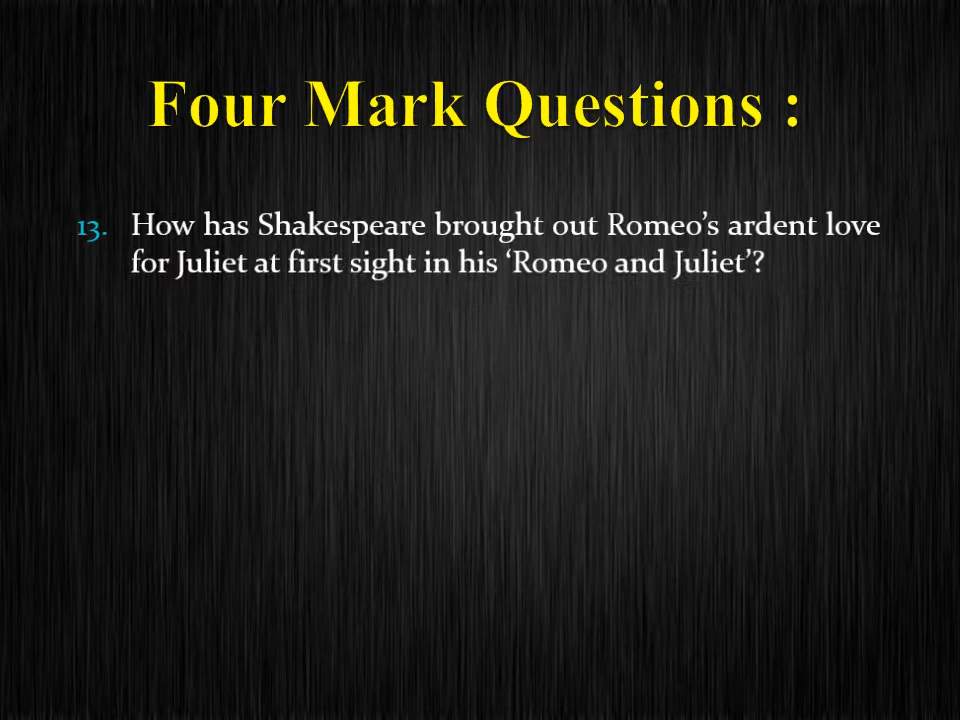 Four Mark Questions :
13. How has Shakespeare brought out Romeo’s ardent love
for Juliet at first sight in his ‘Romeo and Juliet’?